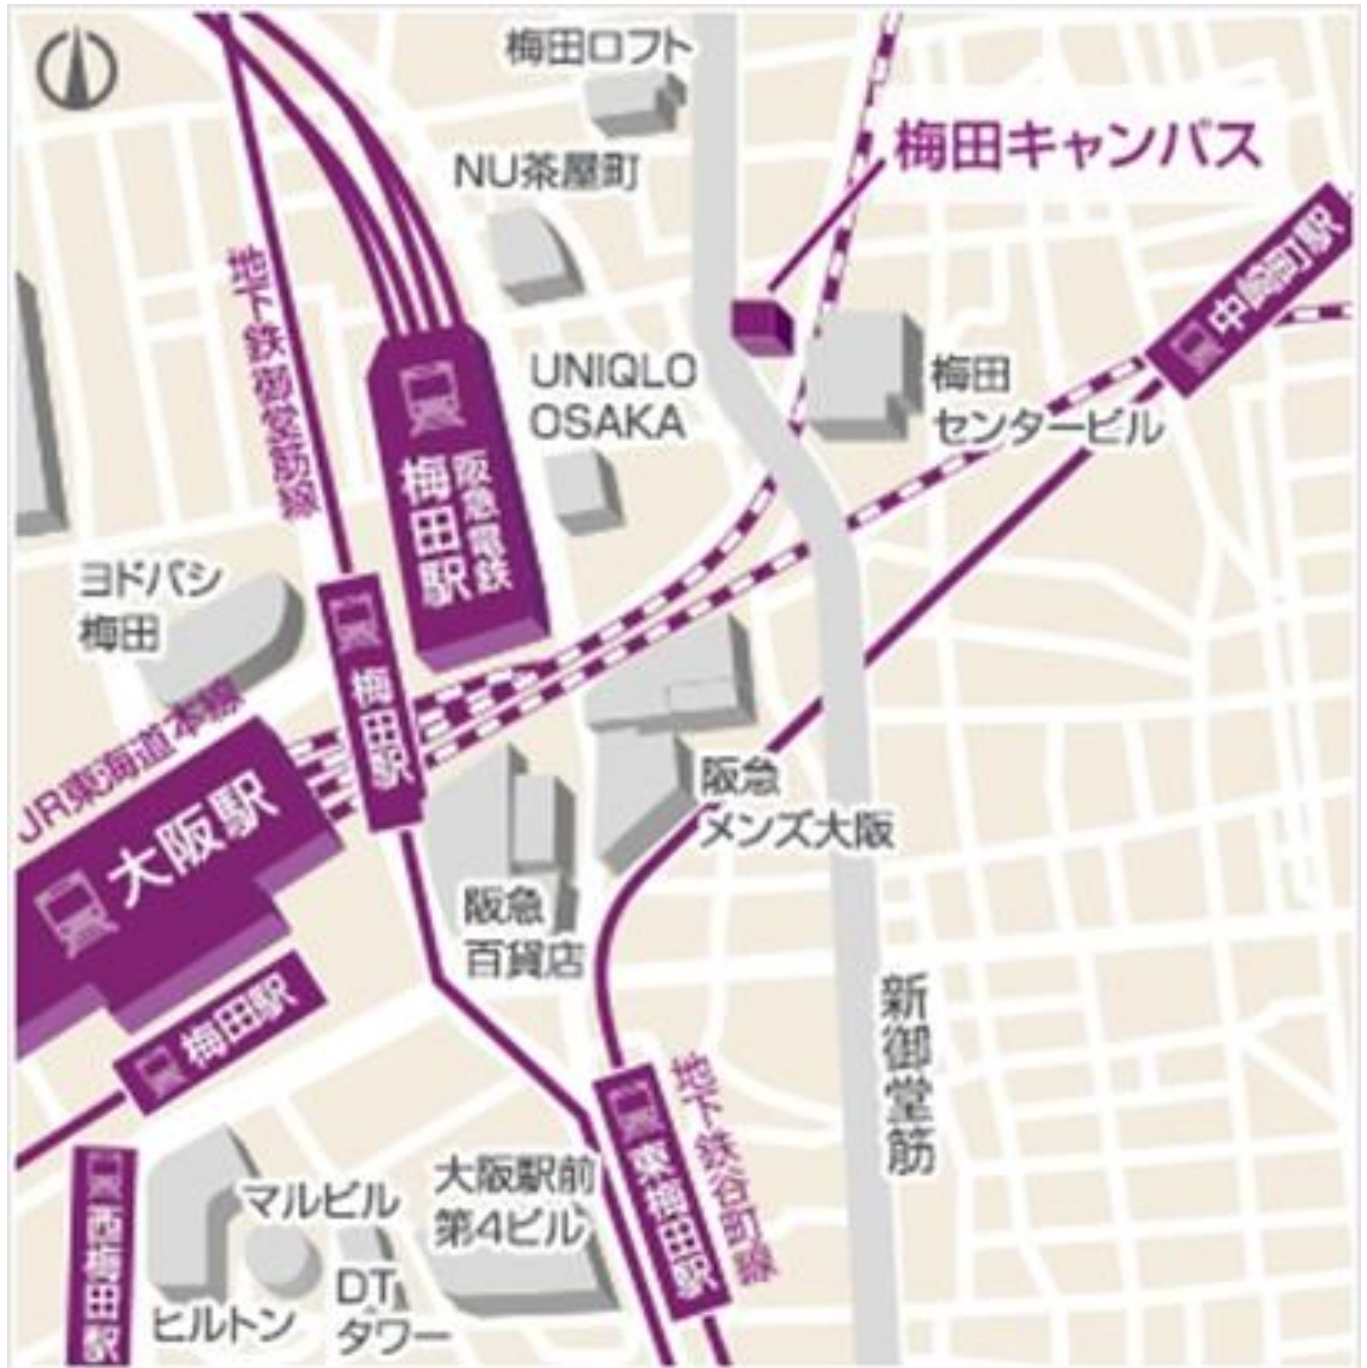 梅田ロフト
梅田キャンパス
NU茶屋町
中崎町駅
地下鉄御堂筋線
UNIQLO
OSAKA
梅田
センタービル
阪急電鉄
梅田駅
ヨドバシ
梅田
梅田駅
JR東海道本線
大阪駅
阪急
メンズ大阪
阪急
百貨店
梅田駅
新御堂筋
地下鉄谷町線
東梅田駅
大阪駅前
第4ビル
マルビル
西梅田駅
DT
タワー
ヒルトン